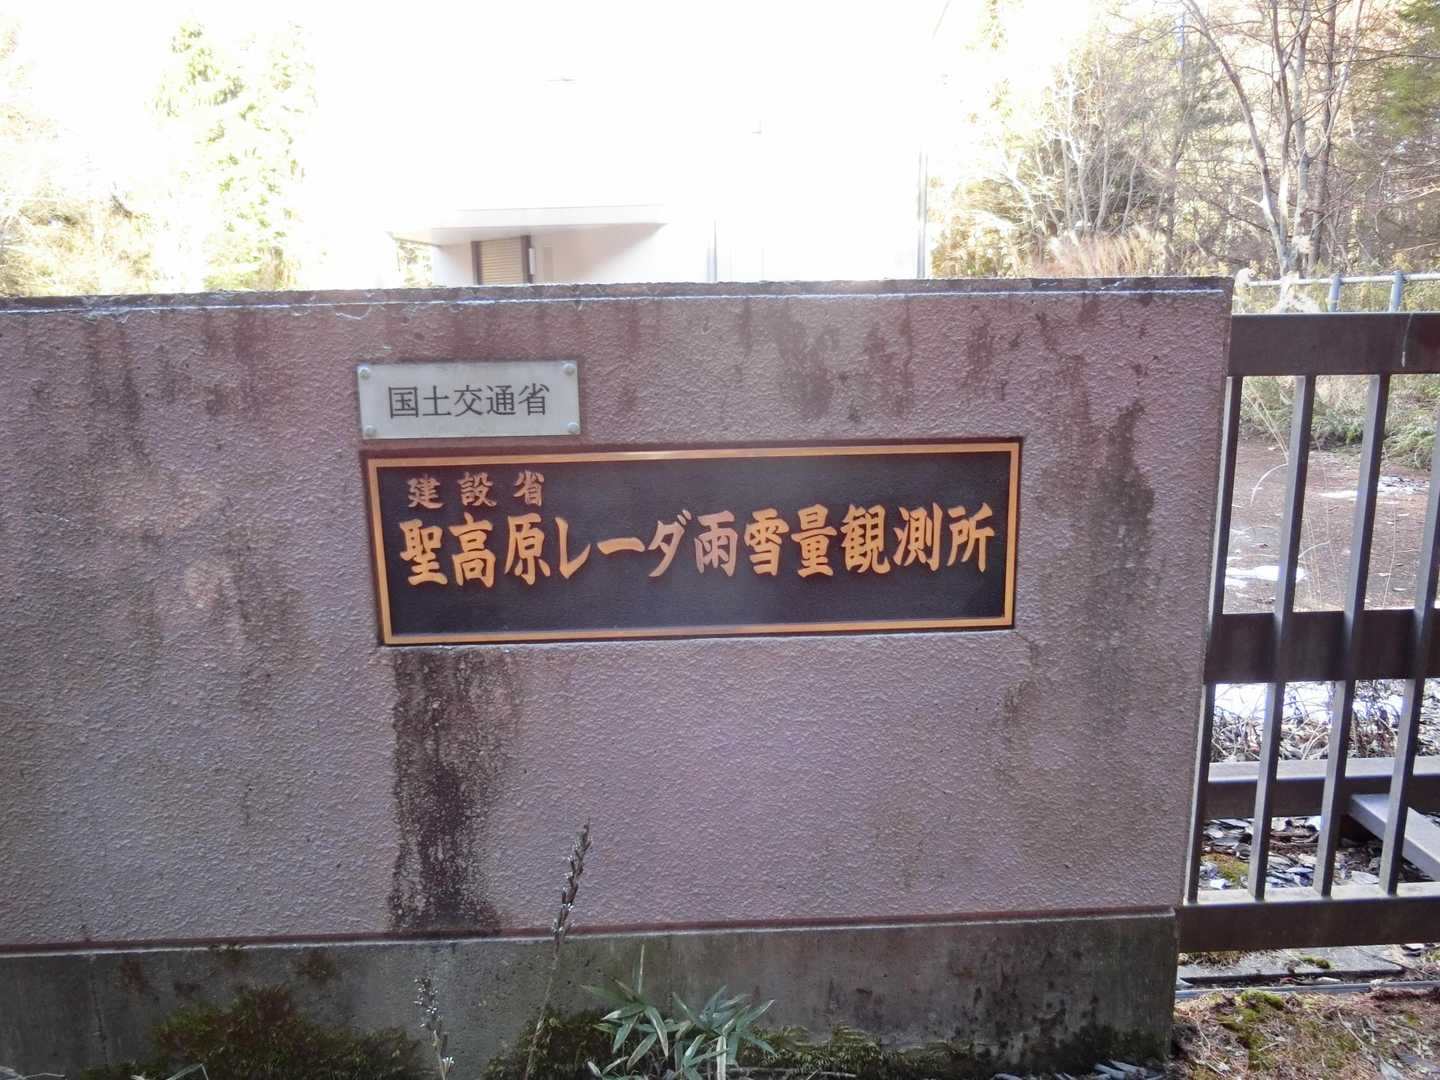 国土交通省
建設省
聖高原レーダ雨雪量観測所